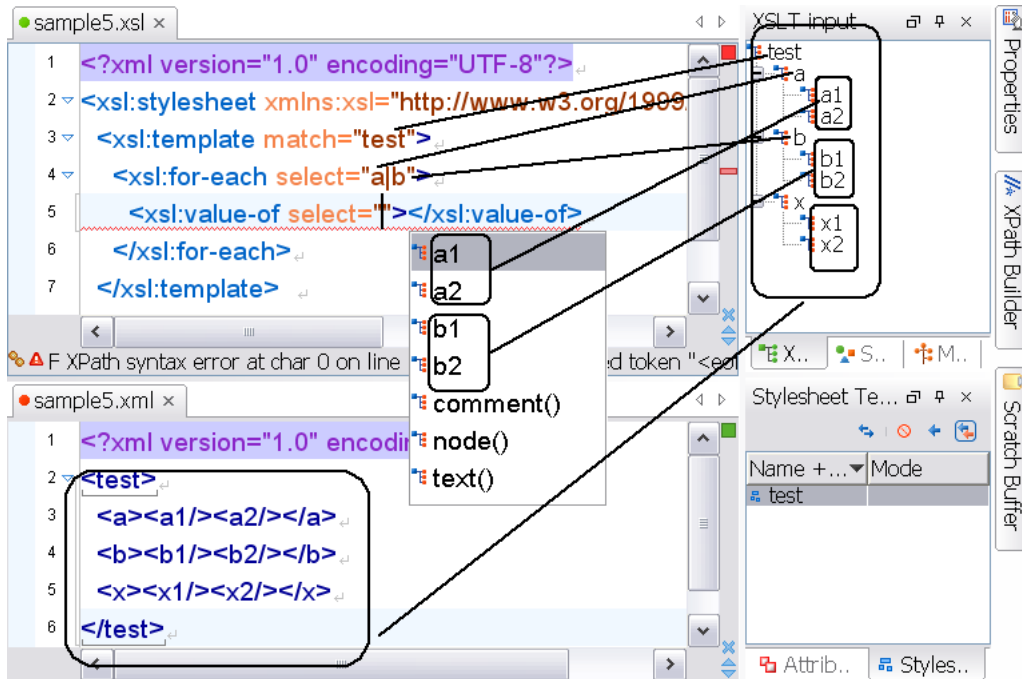 sample5.xsl ×
1 <?xml version="1.0" encoding="UTF-8"?>
2 <xsl:stylesheet xmlns:xsl="http://www.w3.org/1999
3 <xsl:template match="test">
4 <xsl:for-each select="a|b">
5 <xsl:value-of select=""></xsl:value-of>
6 </xsl:for-each>
7 </xsl:template>
a1
a2
b1
b2
comment()
node()
text()
F XPath syntax error at char 0 on line
ed token "<eo
sample5.xml ×
1 <?xml version="1.0" encodin
2 <test>
3 <a><a1/><a2/></a>
4 <b><b1/><b2/></b>
5 <x><x1/><x2/></x>
6 </test>
XSLT input
test
a
a1
a2
b
b1
b2
x
x1
x2
X..
S..
M..
Stylesheet Te...
Name +... Mode
test
Attrib..
Styles..
Properties
XPath Builder
Scratch Buffer